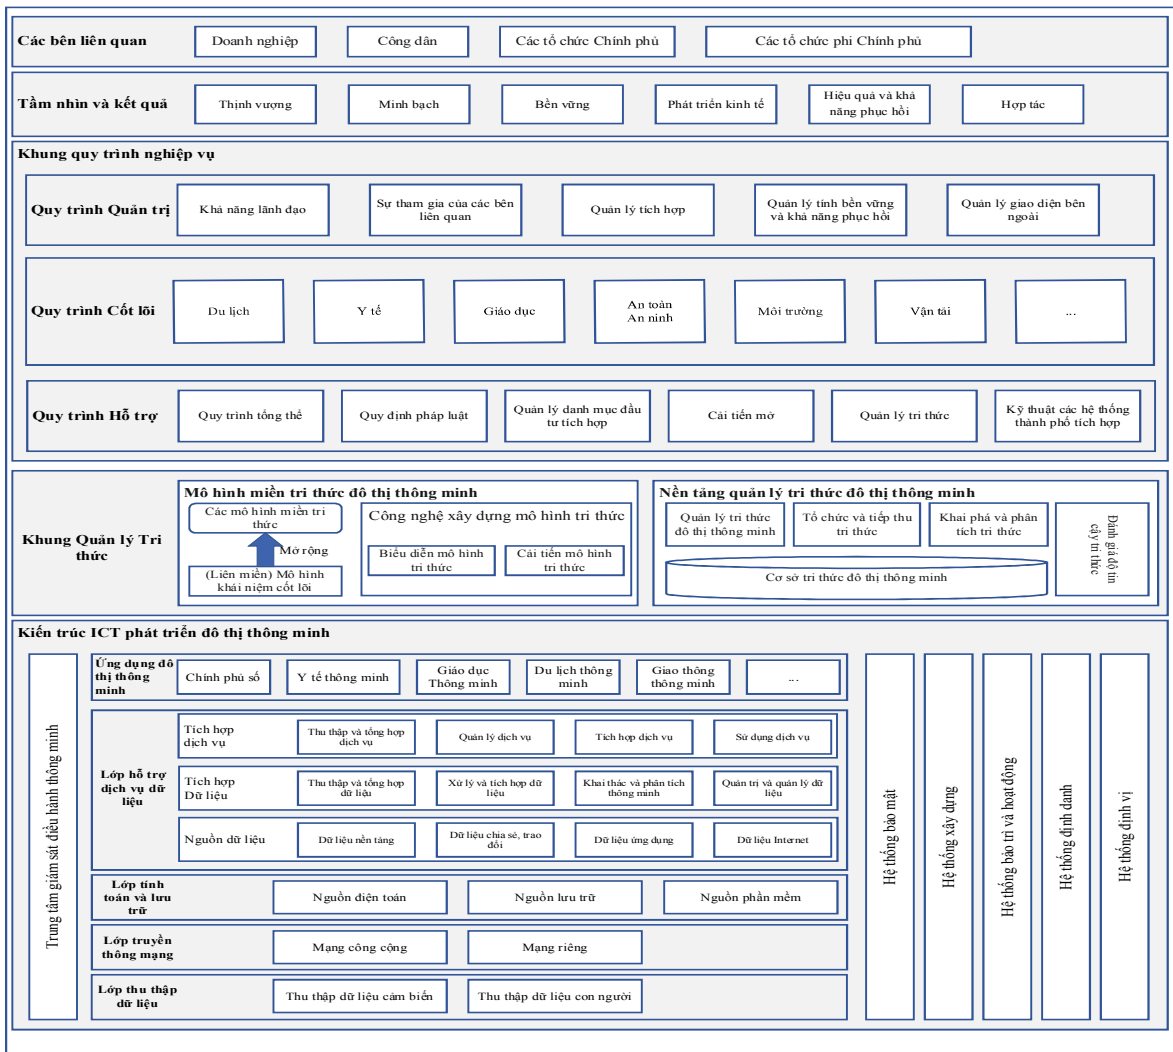 Các bên liên quan
Doanh nghiệp
Công dân
Các tổ chức Chính phủ
Các tổ chức phi Chính phủ
Tầm nhìn và kết quả
Thịnh vượng
Minh bạch
Bền vững
Phát triển kinh tế
Hiệu quả và khả
năng phục hồi
Hợp tác
Khung quy trình nghiệp vụ
Quy trình Quản trị
Khả năng lãnh đạo
Sự tham gia của các bên
liên quan
Quản lý tích hợp
Quản lý tính bền vững
và khả năng phục hồi
Quản lý giao diện bên
ngoài
Quy trình Cốt lõi
Du lịch
Y tế
Giáo dục
An toàn
An ninh
Môi trường
Vận tải
...
Quy trình Hỗ trợ
Quy trình tổng thể
Quy định pháp luật
Quản lý danh mục đầu
tư tích hợp
Cải tiến mở
Quản lý tri thức
Kỹ thuật các hệ thống
thành phố tích hợp
Khung Quản lý Tri
thức
Mô hình miền tri thức đô thị thông minh
Các mô hình miền tri
thức
Mở rộng
(Liên miền) Mô hình
khái niệm cốt lõi
Công nghệ xây dựng mô hình tri thức
Biểu diễn mô hình
tri thức
Cải tiến mô hình
tri thức
Nền tảng quản lý tri thức đô thị thông minh
Quản lý tri thức
đô thị thông minh
Tổ chức và tiếp thu
tri thức
Khai phá và phân
tích tri thức
Cơ sở tri thức đô thị thông minh
Đánh giá độ tin
cậy tri thức
Kiến trúc ICT phát triển đô thị thông minh
Trung tâm giám sát điều hành thông minh
Ứng dụng đô
thị thông
minh
Chính phủ số
Y tế thông minh
Giáo dục
Thông minh
Du lịch thông
minh
Giao thông
thông minh
...
Lớp hỗ trợ
dịch vụ dữ
liệu
Tích hợp
dịch vụ
Thu thập và tổng hợp
dịch vụ
Quản lý dịch vụ
Tích hợp dịch vụ
Sử dụng dịch vụ
Tích hợp
Dữ liệu
Thu thập và tổng hợp
dữ liệu
Xử lý và tích hợp dữ
liệu
Khai thác và phân tích
thông minh
Quản trị và quản lý dữ
liệu
Nguồn dữ liệu
Dữ liệu nền tảng
Dữ liệu chia sẻ, trao
đổi
Dữ liệu ứng dụng
Dữ liệu Internet
Lớp tính
toán và lưu
trữ
Nguồn điện toán
Nguồn lưu trữ
Nguồn phần mềm
Lớp truyền
thông mạng
Mạng công cộng
Mạng riêng
Lớp thu thập
dữ liệu
Thu thập dữ liệu cảm biến
Thu thập dữ liệu con người
Hệ thống bảo mật
Hệ thống xây dựng
Hệ thống bảo trì và hoạt động
Hệ thống định danh
Hệ thống định vị